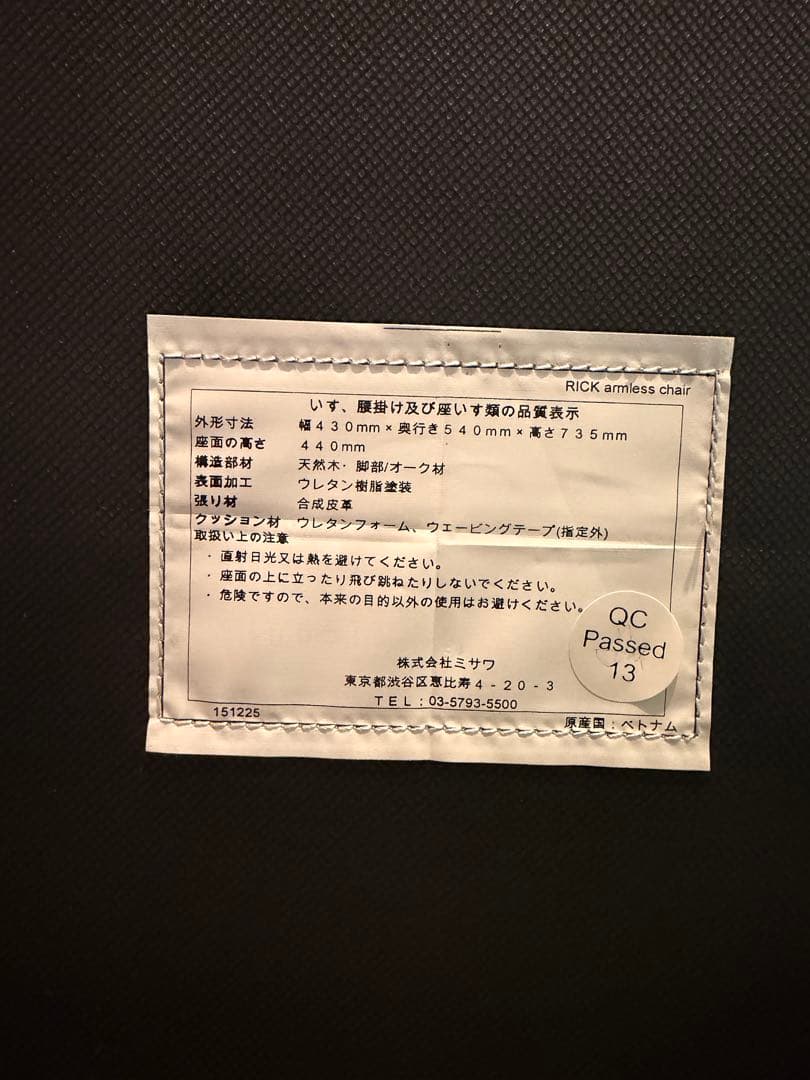 RICK armless chair
いす、腰掛け及び座いす類の品質表示
外形寸法 幅430mm×奥行き540mm×高さ735mm
座面の高さ 440mm
構造部材 天然木・脚部/オーク材
表面加工 ウレタン樹脂塗装
張り材 合成皮革
クッション材 ウレタンフォーム、ウェービングテープ(指定外)
取扱い上の注意
・直射日光又は熱を避けてください。
・座面の上に立ったり飛び跳ねたりしないでください。
・危険ですので、本来の目的以外の使用はお避けください。
QC
Passed
13
株式会社ミサワ
東京都渋谷区恵比寿4-20-3
TEL:03-5793-5500
151225
原産国:ベトナム